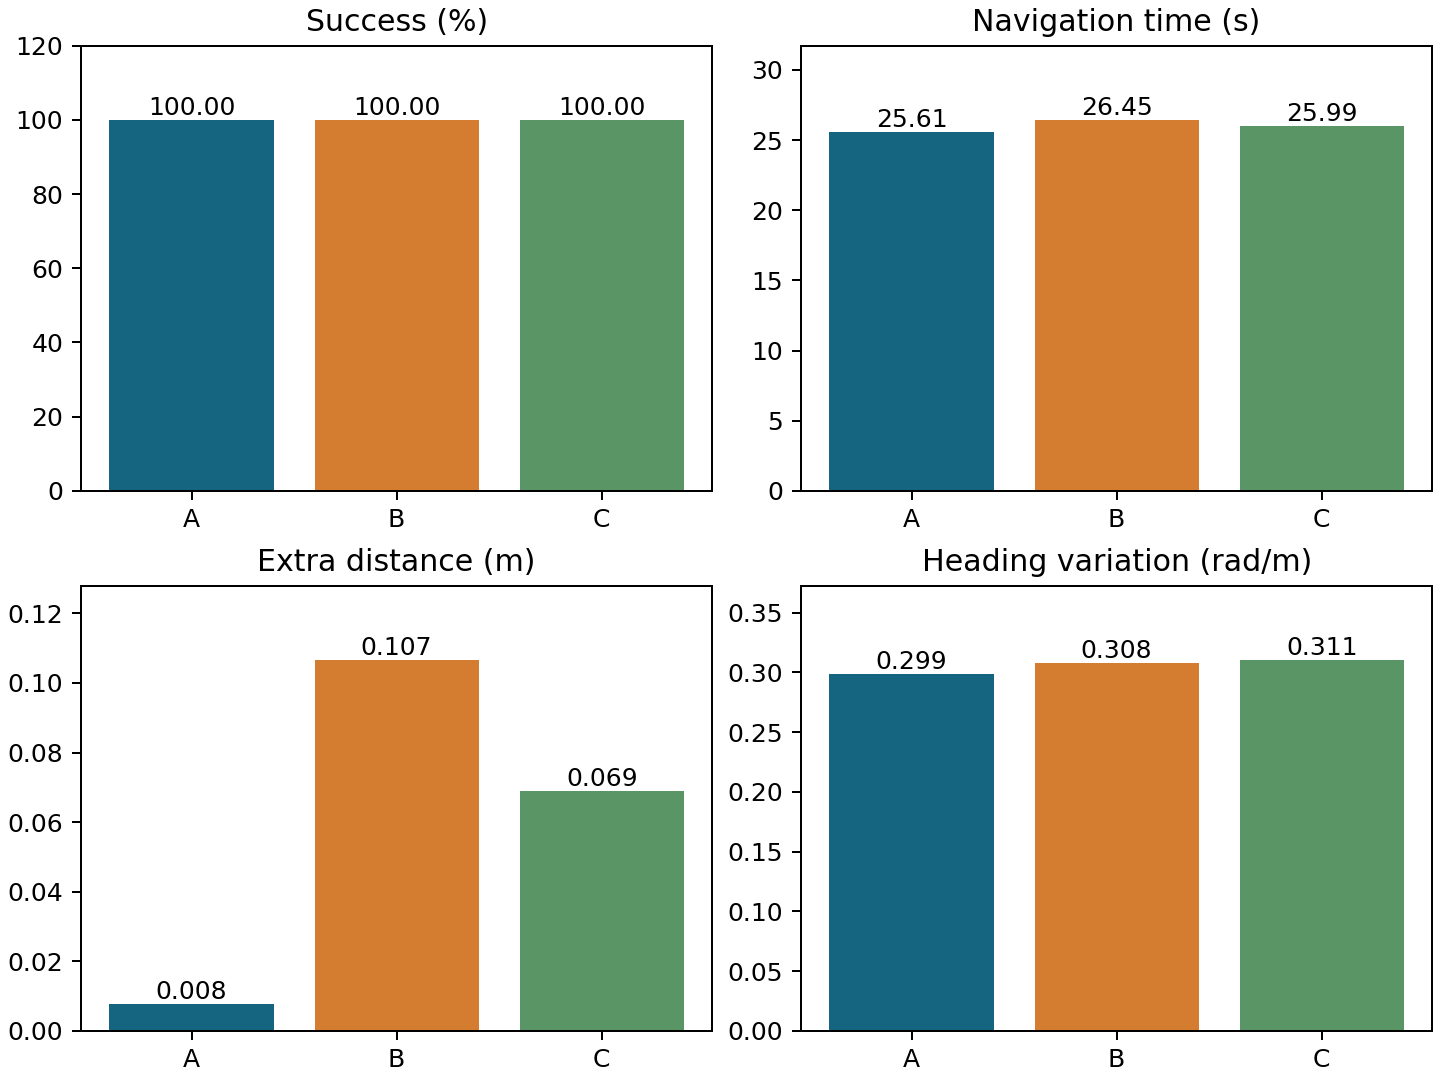 Success (%)
120
100
80
60
40
20
0
100.00 100.00 100.00
A B C
Navigation time (s)
30
25
20
15
10
5
0
25.61 26.45 25.99
A B C
Extra distance (m)
0.12
0.10
0.08
0.06
0.04
0.02
0.00
0.008 0.107 0.069
A B C
Heading variation (rad/m)
0.35
0.30
0.25
0.20
0.15
0.10
0.05
0.00
0.299 0.308 0.311
A B C